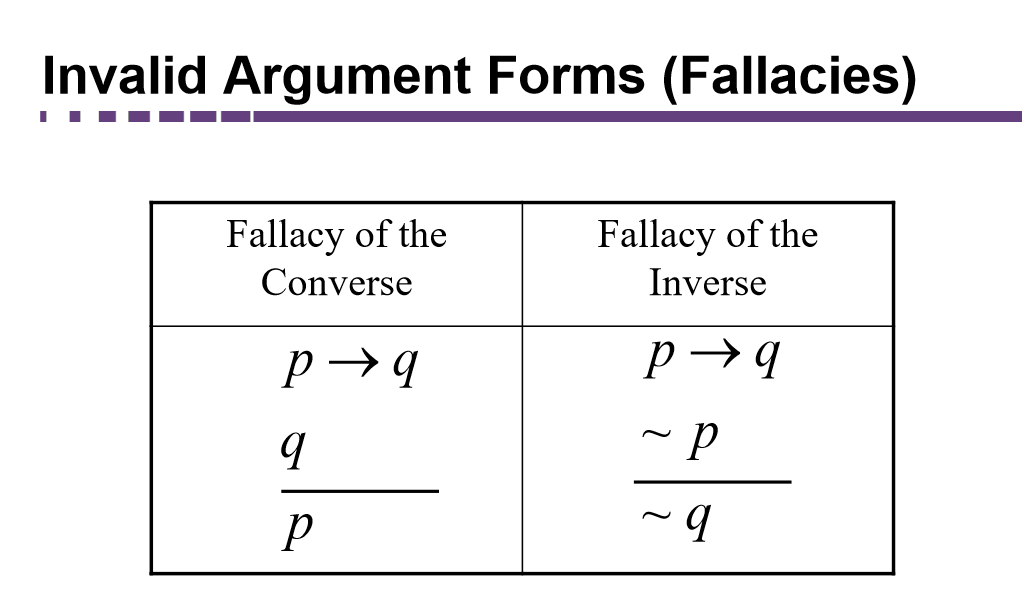 Invalid Argument Forms (Fallacies)
Fallacy of the
Converse
p → q
q
p
Fallacy of the
Inverse
p → q
~ p
~ q